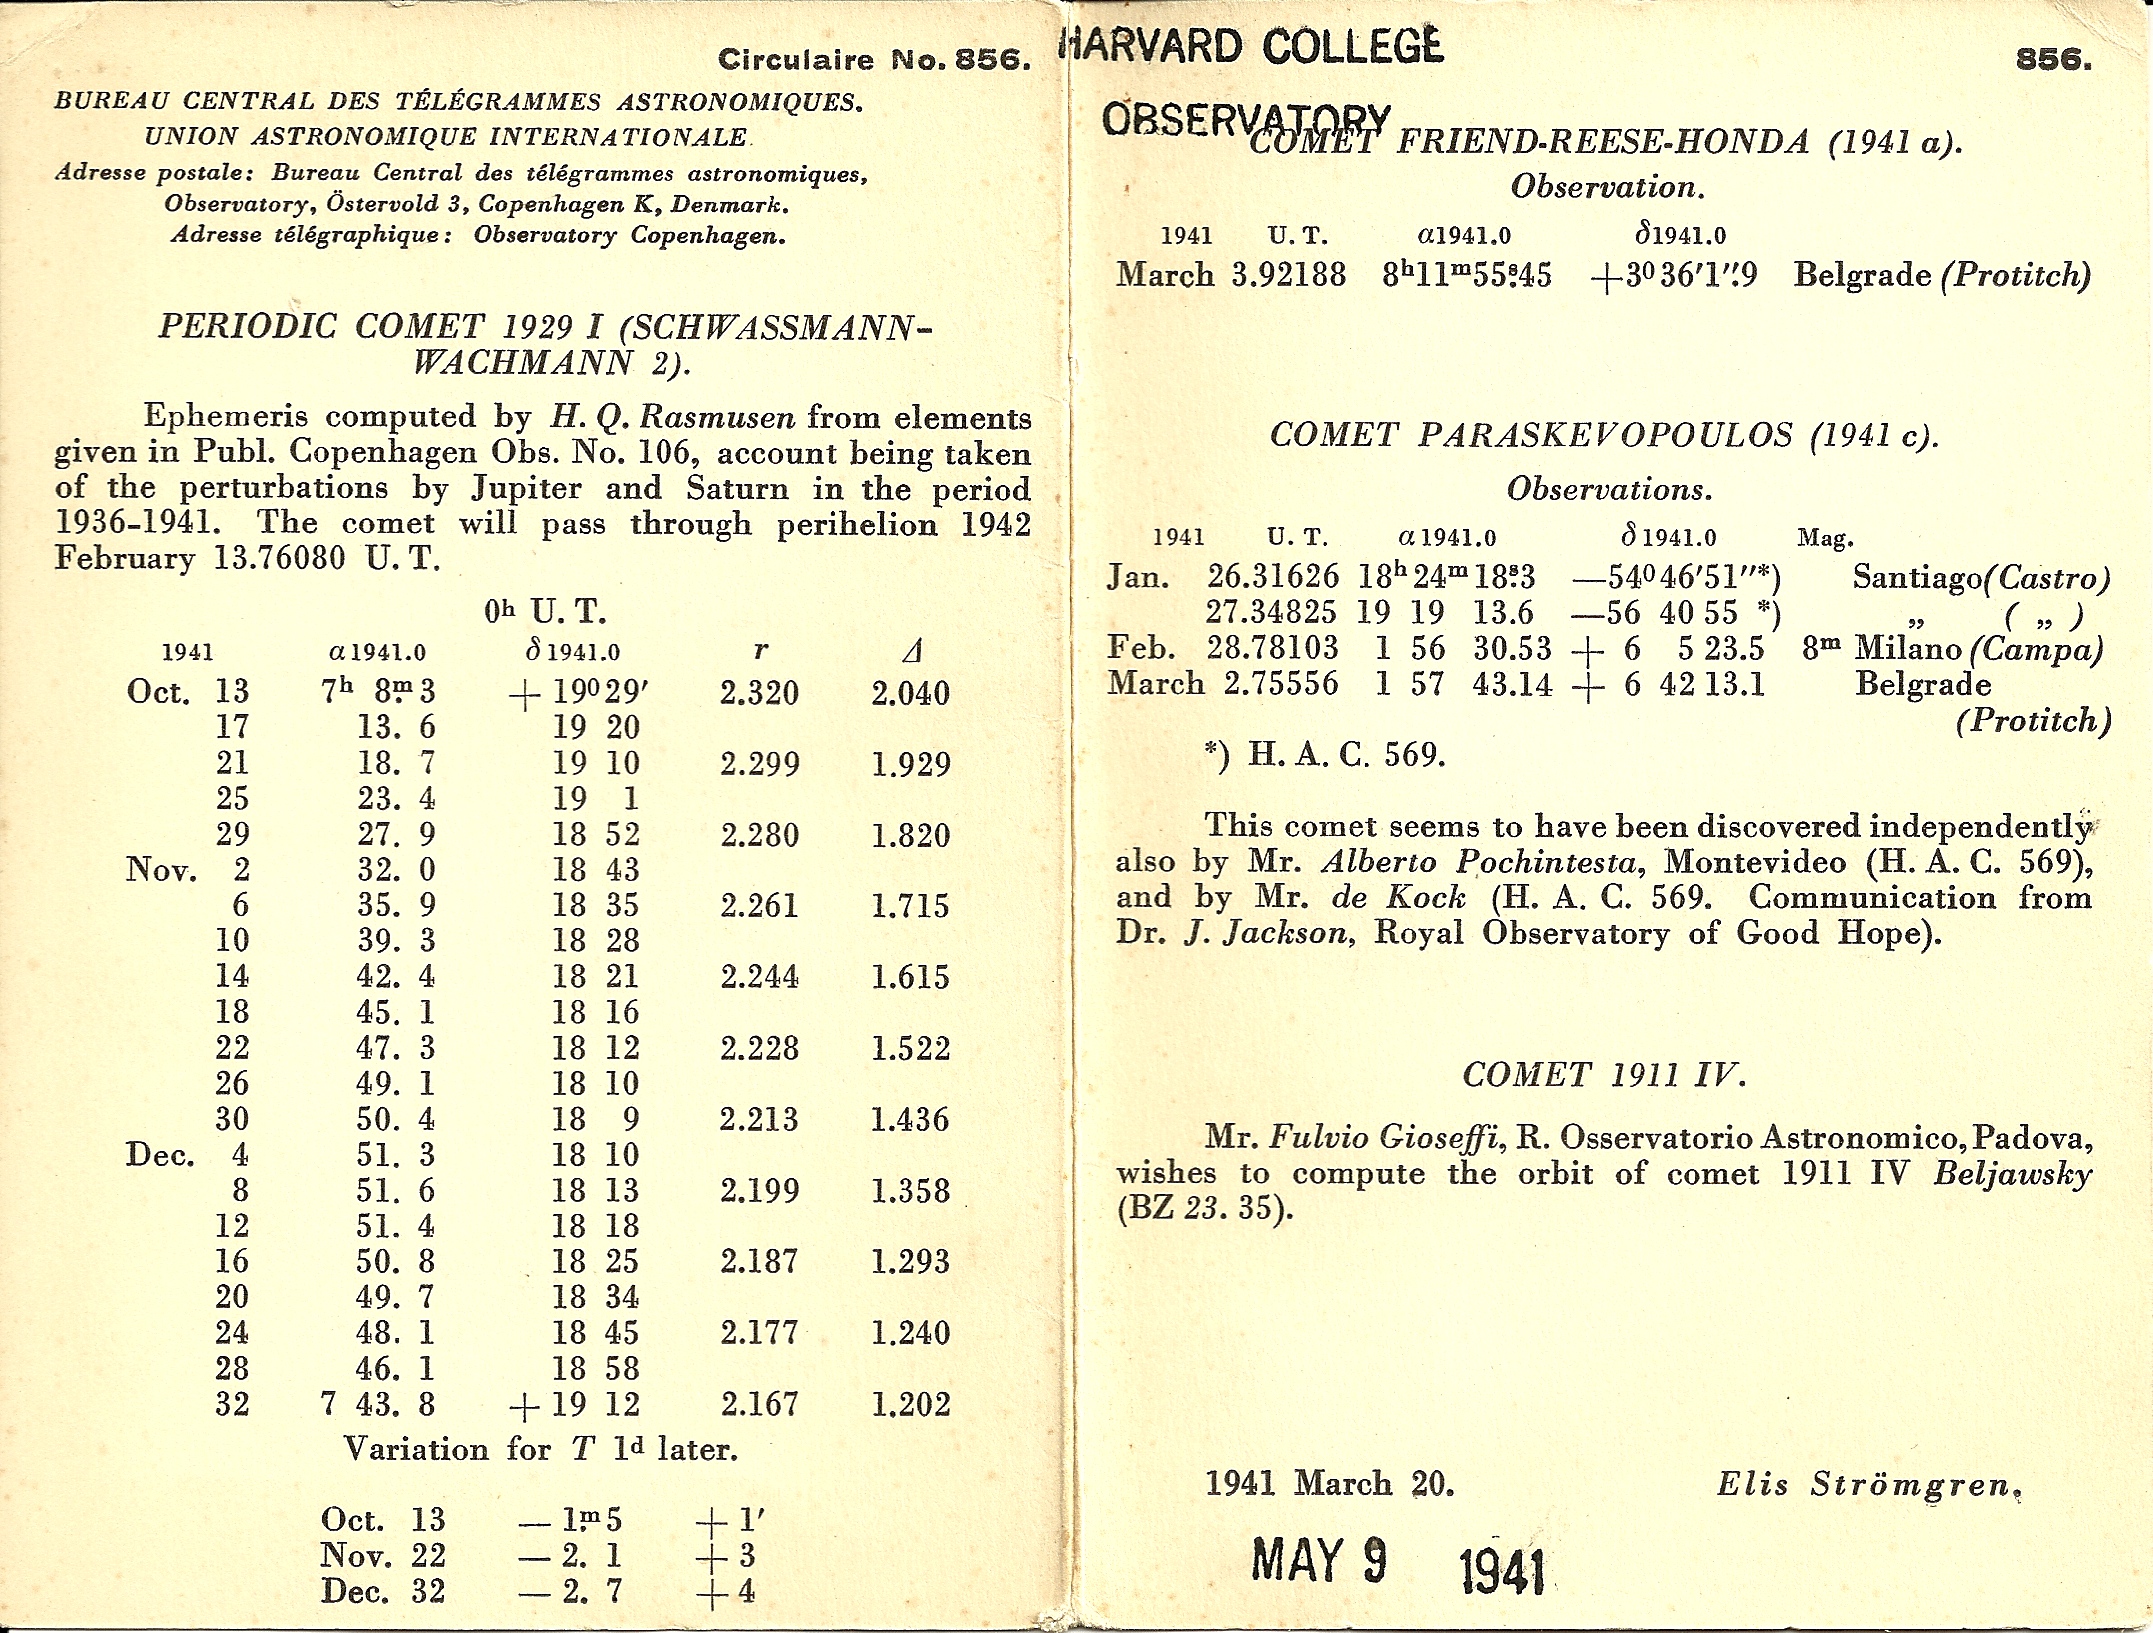 Circulaire No. 856.
BUREAU CENTRAL DES TÉLÉGRAMMES ASTRONOMIQUES.
UNION ASTRONOMIQUE INTERNATIONALE.
Adresse postale: Bureau Central des télégrammes astronomiques,
Observatory, Östervold 3, Copenhagen K, Denmark.
Adresse télégraphique: Observatory Copenhagen.
PERIODIC COMET 1929 I (SCHWASSMANN-
WACHMANN 2).
Ephemeris computed by H. Q. Rasmusen from elements
given in Publ. Copenhagen Obs. No. 106, account being taken
of the perturbations by Jupiter and Saturn in the period
1936-1941. The comet will pass through perihelion 1942
February 13.76080 U. T.
0ʰ U. T.
1941 α1941.0 δ1941.0 r Δ
Oct. 13 7ʰ 8ᵐ.3 +19°29′ 2.320 2.040
17 13. 6 19 20
21 18. 7 19 10 2.299 1.929
25 23. 4 19 1
29 27. 9 18 52 2.280 1.820
Nov. 2 32. 0 18 43
6 35. 9 18 35 2.261 1.715
10 39. 3 18 28
14 42. 4 18 21 2.244 1.615
18 45. 1 18 16
22 47. 3 18 12 2.228 1.522
26 49. 1 18 10
30 50. 4 18 9 2.213 1.436
Dec. 4 51. 3 18 10
8 51. 6 18 13 2.199 1.358
12 51. 4 18 18
16 50. 8 18 25 2.187 1.293
20 49. 7 18 34
24 48. 1 18 45 2.177 1.240
28 46. 1 18 58
32 7 43. 8 +19 12 2.167 1.202
Variation for T 1ᵈ later.
Oct. 13 — 1ᵐ.5 +1′
Nov. 22 — 2. 1 +3
Dec. 32 — 2. 7 +4
HARVARD COLLEGE
856.
OBSERVATORY
COMET FRIEND-REESE-HONDA (1941 a).
Observation.
1941 U. T. α1941.0 δ1941.0
March 3.92188 8ʰ11ᵐ55ˢ.45 +3°36′1″.9 Belgrade (Protitch)
COMET PARASKEVOPOULOS (1941 c).
Observations.
1941 U. T. α1941.0 δ1941.0 Mag.
Jan. 26.31626 18ʰ24ᵐ18ˢ.3 —54°46′51″*) Santiago (Castro)
27.34825 19 19 13.6 —56 40 55 *) „ ( „ )
Feb. 28.78103 1 56 30.53 + 6 5 23.5 8ᵐ Milano (Campa)
March 2.75556 1 57 43.14 + 6 42 13.1 Belgrade
(Protitch)
*) H. A. C. 569.
This comet seems to have been discovered independently
also by Mr. Alberto Pochintesta, Montevideo (H. A. C. 569),
and by Mr. de Kock (H. A. C. 569. Communication from
Dr. J. Jackson, Royal Observatory of Good Hope).
COMET 1911 IV.
Mr. Fulvio Gioseffi, R. Osservatorio Astronomico, Padova,
wishes to compute the orbit of comet 1911 IV Beljawsky
(BZ 23. 35).
1941 March 20. Elis Strömgren.
MAY 9 1941